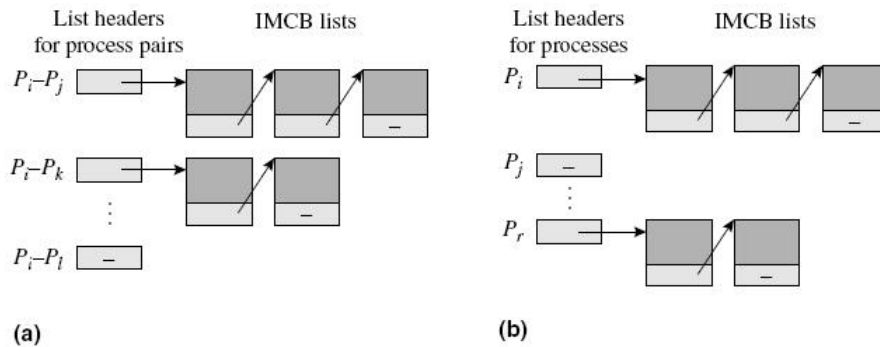 List headers
for process pairs
IMCB lists
Pi–Pj
–
Pi–Pk
⋮
–
Pi–Pl
–
(a)
List headers
for processes
IMCB lists
Pi
–
Pj
–
⋮
Pr
–
(b)